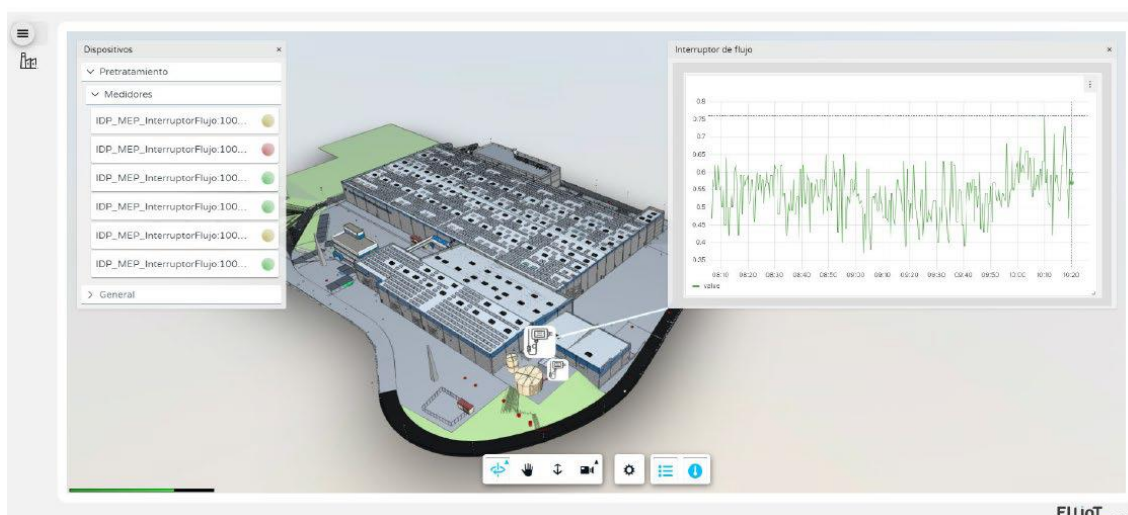 Dispositivos ×
Pretratamiento
Medidores
IDP_MEP_InterruptorFlujo:100...
IDP_MEP_InterruptorFlujo:100...
IDP_MEP_InterruptorFlujo:100...
IDP_MEP_InterruptorFlujo:100...
IDP_MEP_InterruptorFlujo:100...
IDP_MEP_InterruptorFlujo:100...
General
Interruptor de flujo ×
0.8
0.75
0.7
0.65
0.6
0.55
0.5
0.45
0.4
0.35
08:10 08:20 08:30 08:40 08:50 09:00 09:10 09:20 09:30 09:40 09:50 10:00 10:10 10:20
value